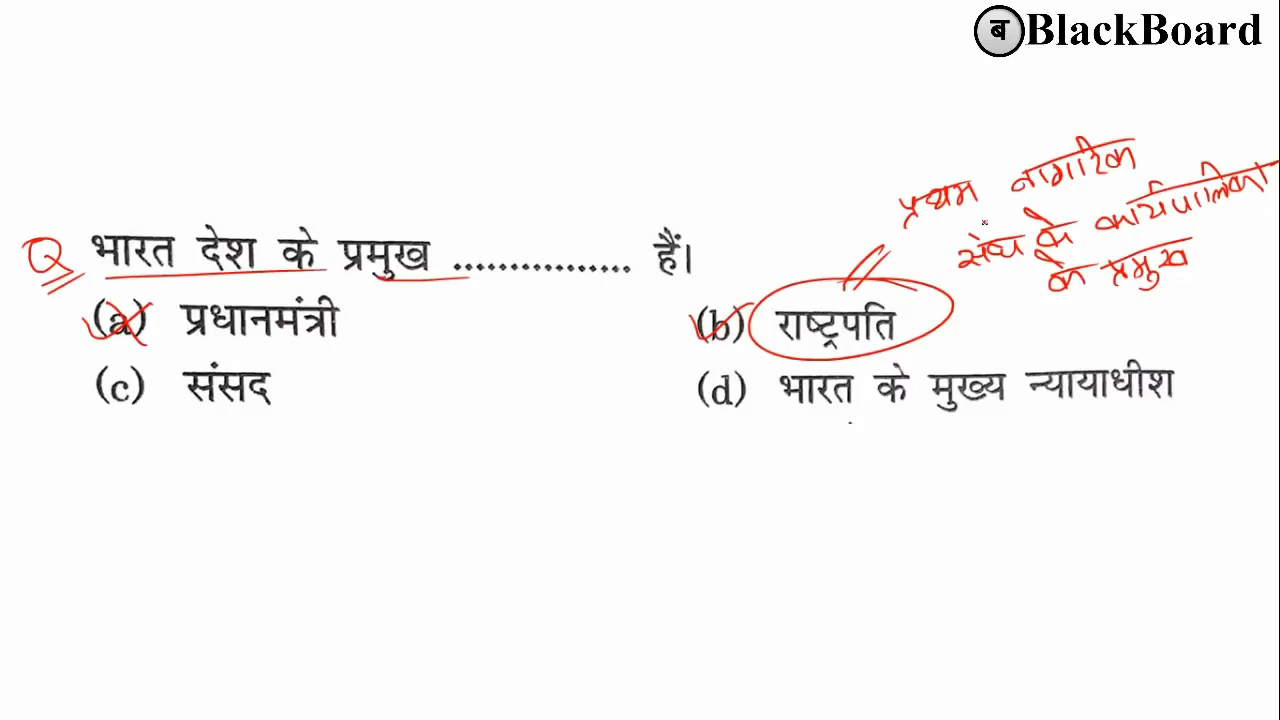 ब BlackBoard
प्रथम नागरिक
संघ के कार्यपालिका
के प्रमुख
Q भारत देश के प्रमुख ................ हैं।
(a) प्रधानमंत्री (b) राष्ट्रपति
(c) संसद (d) भारत के मुख्य न्यायाधीश